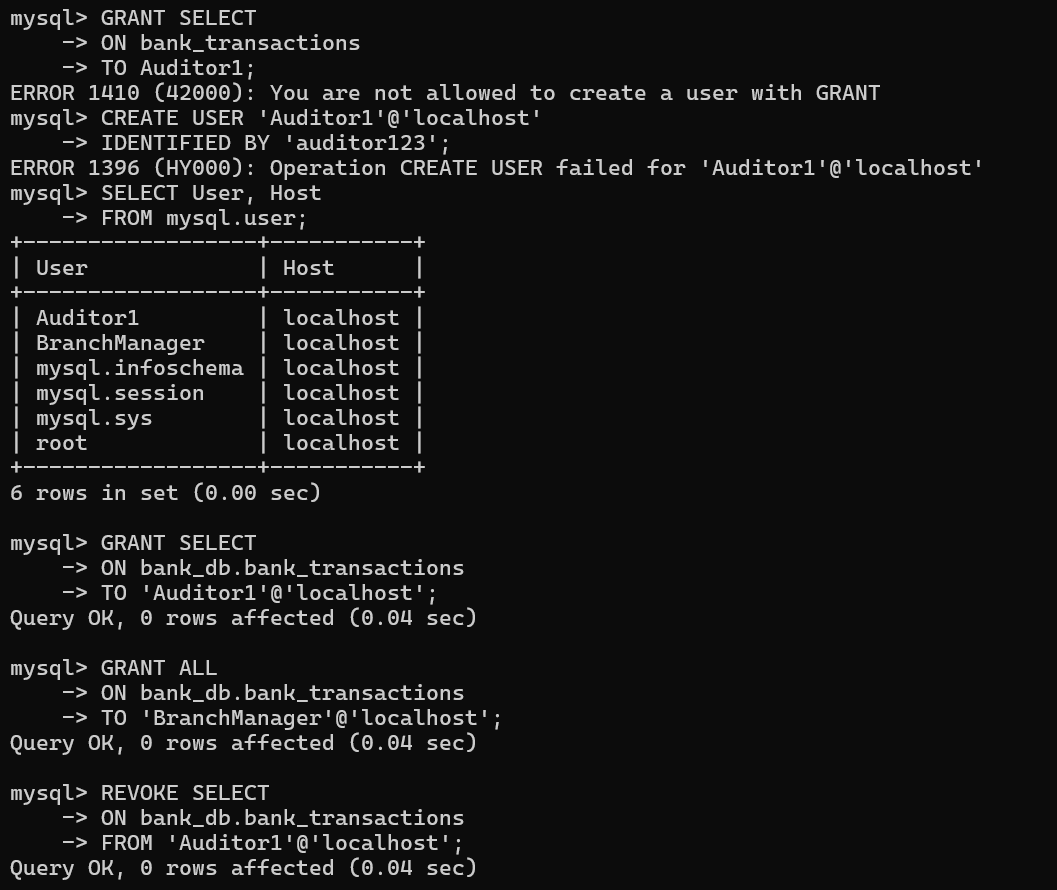 mysql> GRANT SELECT
    -> ON bank_transactions
    -> TO Auditor1;
ERROR 1410 (42000): You are not allowed to create a user with GRANT
mysql> CREATE USER 'Auditor1'@'localhost'
    -> IDENTIFIED BY 'auditor123';
ERROR 1396 (HY000): Operation CREATE USER failed for 'Auditor1'@'localhost'
mysql> SELECT User, Host
    -> FROM mysql.user;
+------------------+-----------+
| User             | Host      |
+------------------+-----------+
| Auditor1         | localhost |
| BranchManager    | localhost |
| mysql.infoschema | localhost |
| mysql.session    | localhost |
| mysql.sys        | localhost |
| root             | localhost |
+------------------+-----------+
6 rows in set (0.00 sec)

mysql> GRANT SELECT
    -> ON bank_db.bank_transactions
    -> TO 'Auditor1'@'localhost';
Query OK, 0 rows affected (0.04 sec)

mysql> GRANT ALL
    -> ON bank_db.bank_transactions
    -> TO 'BranchManager'@'localhost';
Query OK, 0 rows affected (0.04 sec)

mysql> REVOKE SELECT
    -> ON bank_db.bank_transactions
    -> FROM 'Auditor1'@'localhost';
Query OK, 0 rows affected (0.04 sec)